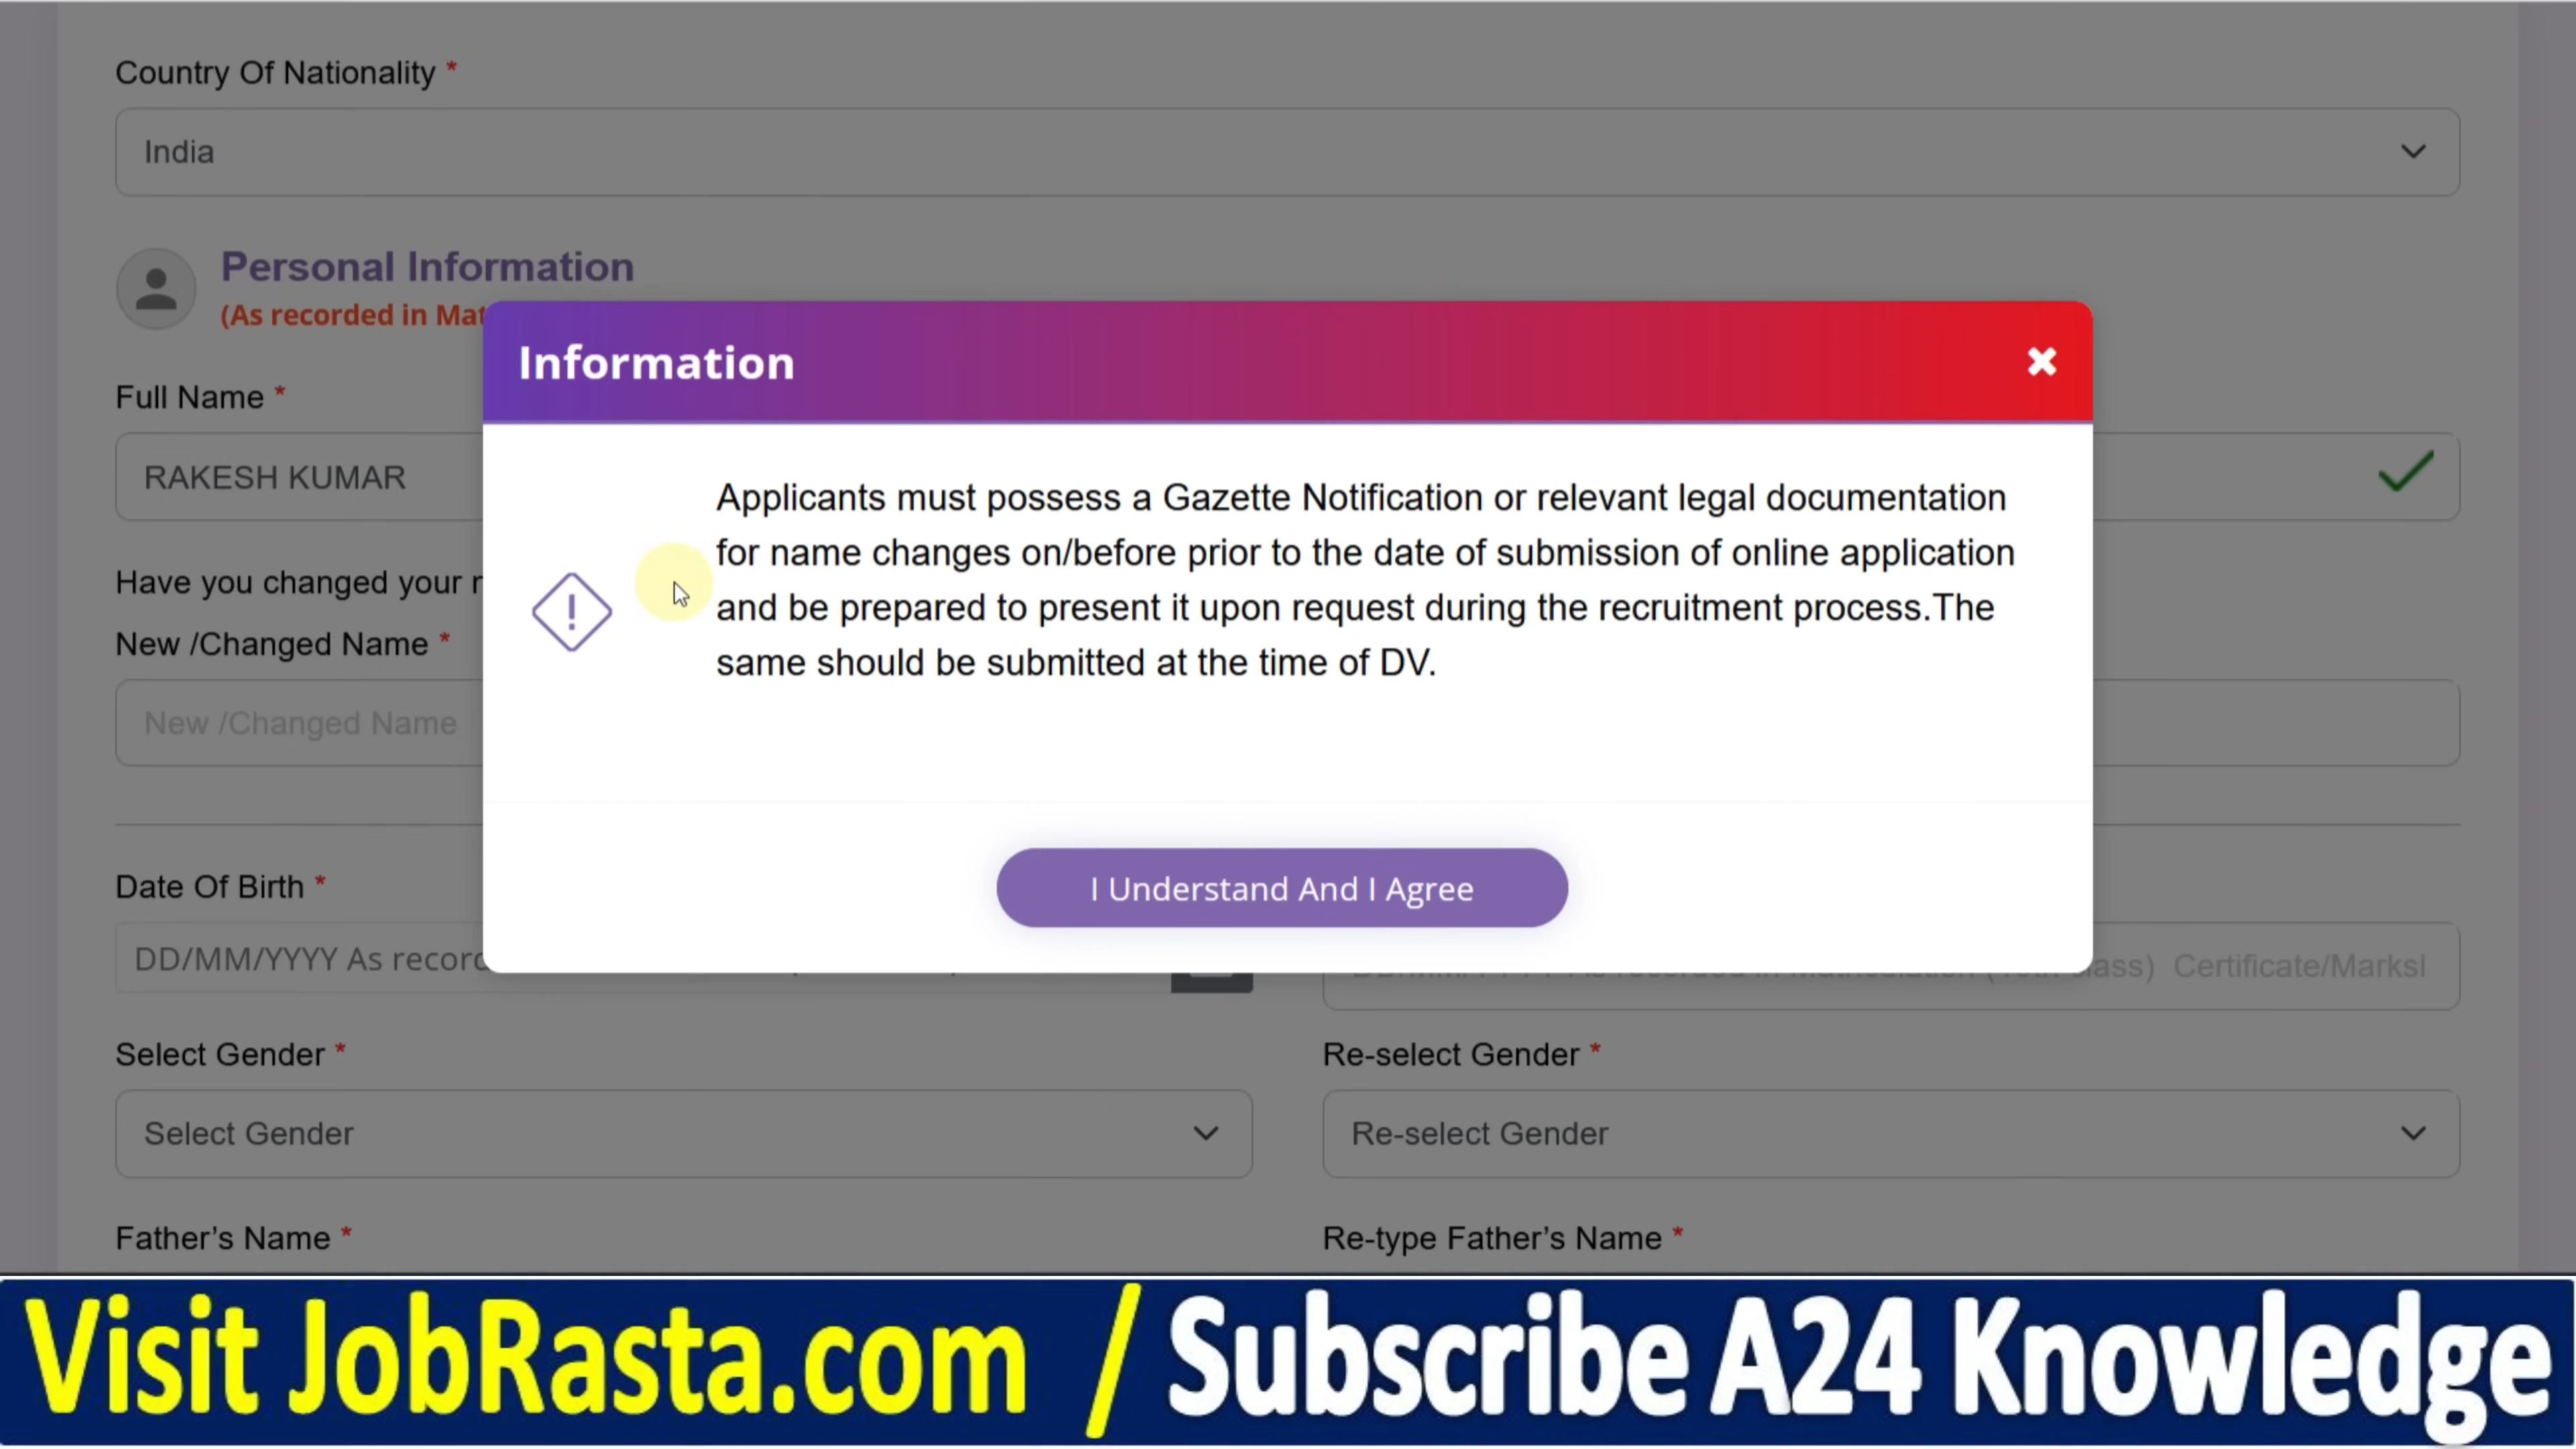 Country Of Nationality *
India
Personal Information
(As recorded in Mat
Information
Full Name *
RAKESH KUMAR
Applicants must possess a Gazette Notification or relevant legal documentation
for name changes on/before prior to the date of submission of online application
and be prepared to present it upon request during the recruitment process.The
same should be submitted at the time of DV.
Have you changed your
New /Changed Name *
New /Changed Name
I Understand And I Agree
Date Of Birth *
DD/MM/YYYY As record
Certificate/Marksl
Select Gender *
Re-select Gender *
Select Gender
Re-select Gender
Father’s Name *
Re-type Father’s Name *
Visit JobRasta.com / Subscribe A24 Knowledge